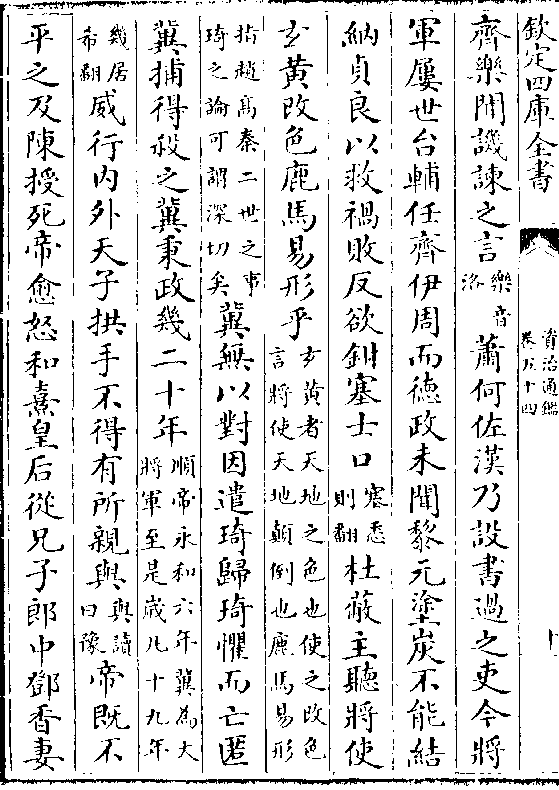 欽定四庫全書
資治通鑑
卷五十四
齊樂聞譏諫之言樂音洛蕭何佐漢乃設書過之吏今將
軍屢世台輔任齊伊周而德政未聞黎元塗炭不能結
納貞良以救禍敗反欲鉗塞士口塞悉則翻杜蔽主聽將使
玄黃改色鹿馬易形乎玄黃者天地之色也使之改色言將使天地顛倒也鹿馬易形
指趙高秦二世之事琦之論可謂深切矣冀無以對因遣琦歸琦懼而亡匿
冀捕得殺之冀秉政幾二十年順帝永和六年冀為大將軍至是歲凡十九年
幾居希翻威行内外天子拱手不得有所親與與讀曰豫帝既不
平之及陳授死帝愈怒和熹皇后從兄子郎中鄧香妻